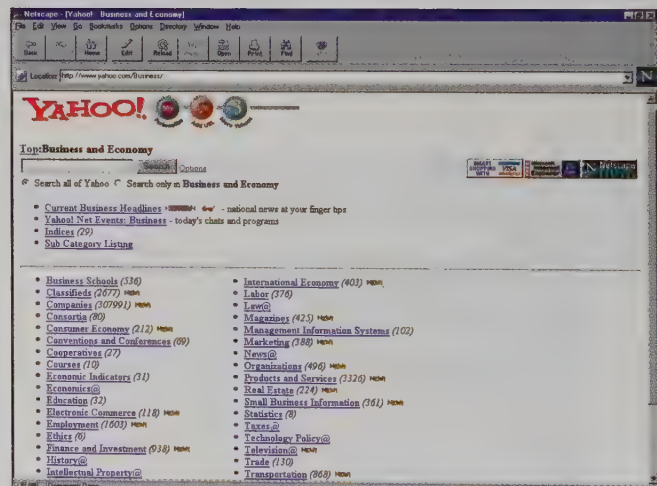 Netscape - [Yahoo! - Business and Economy]
File Edit View Go Bookmarks Options Directory Window Help
Back Home Edit Reload Open Print Find
Location: http://www.yahoo.com/Business/
N
YAHOO!
Top:Business and Economy
Search Options
VISA Netscape
Search all of Yahoo Search only in Business and Economy
Current Business Headlines - national news at your finger tips
Yahoo! Net Events: Business - today's chats and programs
Indices (29)
Sub Category Listing
Business Schools (536)
Classifieds (2677) NEW!
Companies (307991) NEW!
Consortia (80)
Consumer Economy (212) NEW!
Conventions and Conferences (69)
Cooperatives (27)
Courses (10)
Economic Indicators (31)
Economics@
Education (32)
Electronic Commerce (118) NEW!
Employment (1603) NEW!
Ethics (6)
Finance and Investment (938) NEW!
History@
Intellectual Property@
International Economy (403) NEW!
Labor (376)
Law@
Magazines (425) NEW!
Management Information Systems (102)
Marketing (388) NEW!
News@
Organizations (496) NEW!
Products and Services (3326) NEW!
Real Estate (224) NEW!
Small Business Information (361) NEW!
Statistics (8)
Taxes@
Technology Policy@
Television@ NEW!
Trade (130)
Transportation (868) NEW!